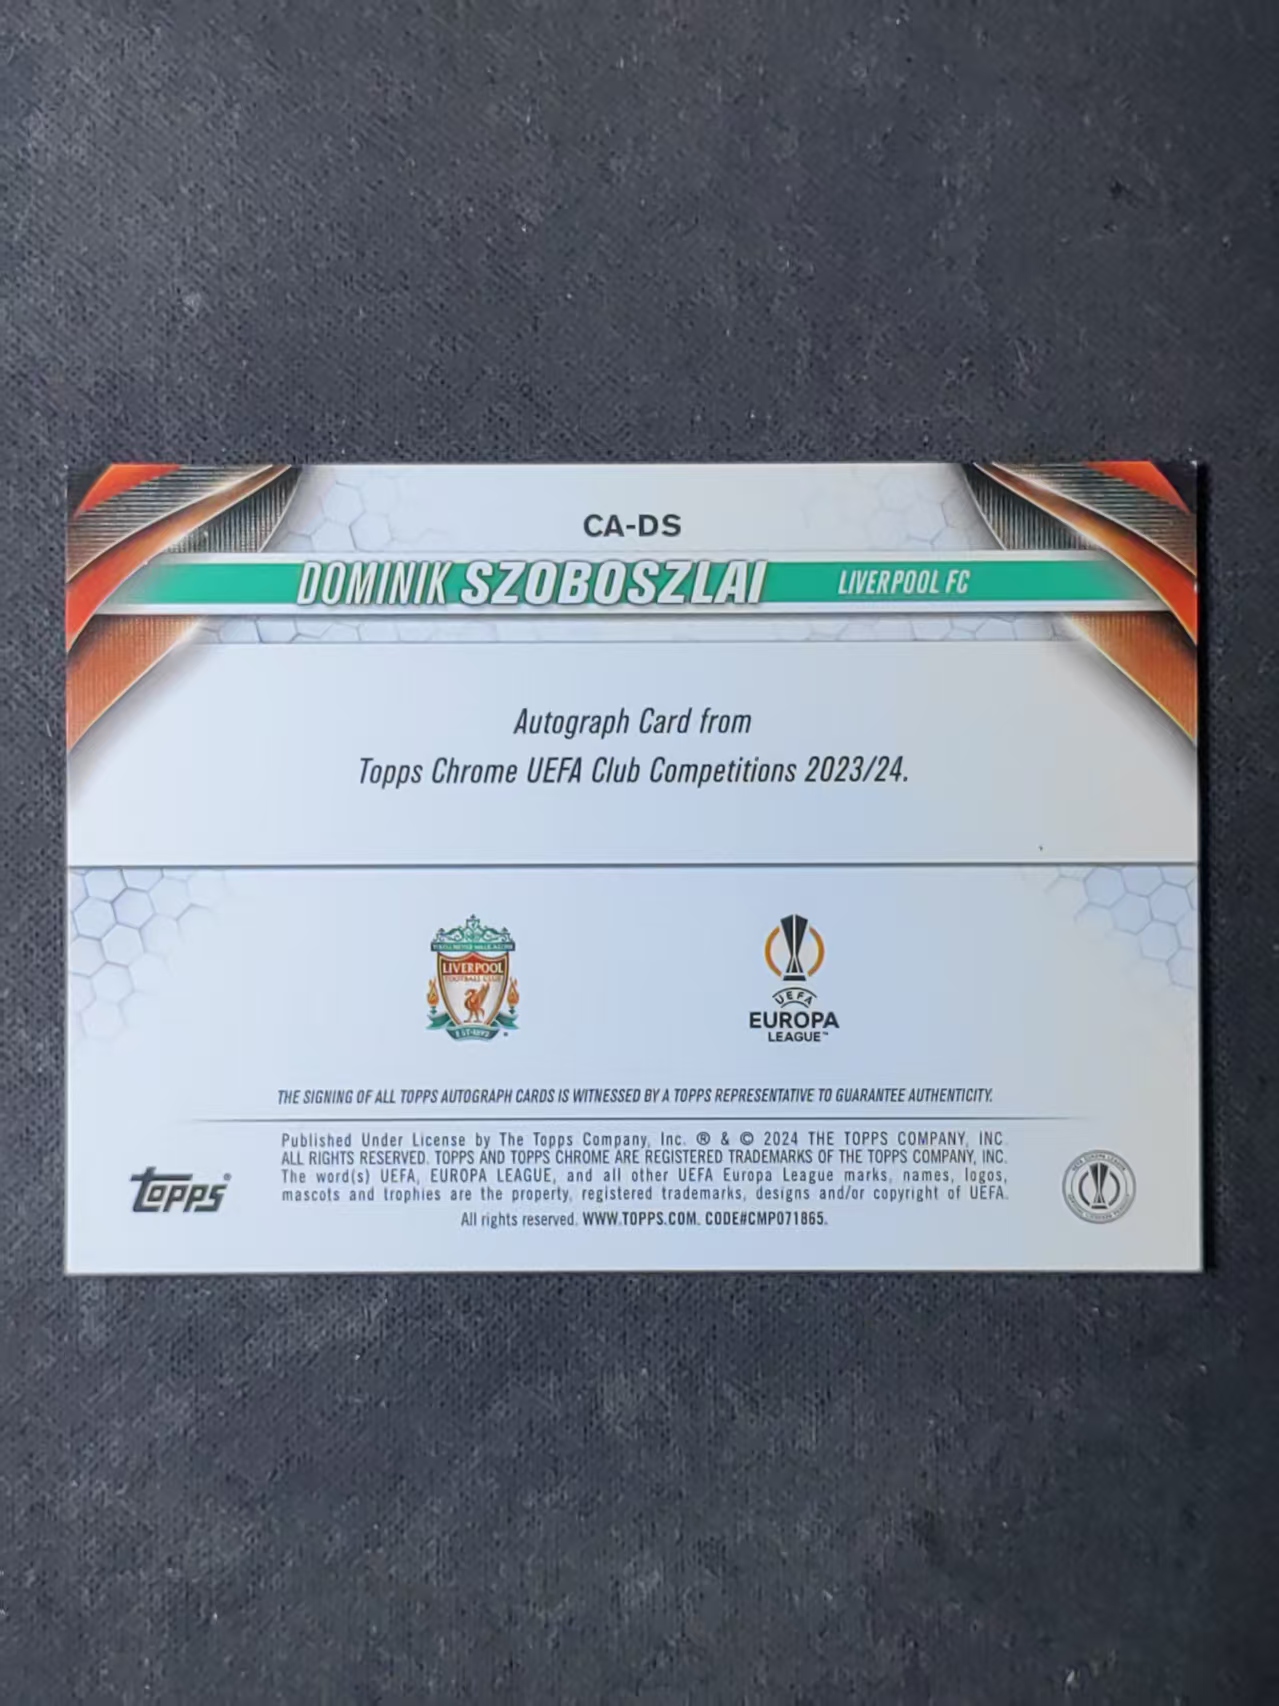 CA-DS
DOMINIK SZOBOSZLAI LIVERPOOL FC
Autograph Card from
Topps Chrome UEFA Club Competitions 2023/24.
LIVERPOOL
FOOTBALL CLUB
UEFA
EUROPA
LEAGUE™
THE SIGNING OF ALL TOPPS AUTOGRAPH CARDS IS WITNESSED BY A TOPPS REPRESENTATIVE TO GUARANTEE AUTHENTICITY.
Published Under License by The Topps Company, Inc. ® & © 2024 THE TOPPS COMPANY, INC.
ALL RIGHTS RESERVED. TOPPS AND TOPPS CHROME ARE REGISTERED TRADEMARKS OF THE TOPPS COMPANY, INC.
The word(s) UEFA, EUROPA LEAGUE, and all other UEFA Europa League marks, names, logos,
mascots and trophies are the property, registered trademarks, designs and/or copyright of UEFA.
All rights reserved. WWW.TOPPS.COM. CODE#CMP071865.
topps®